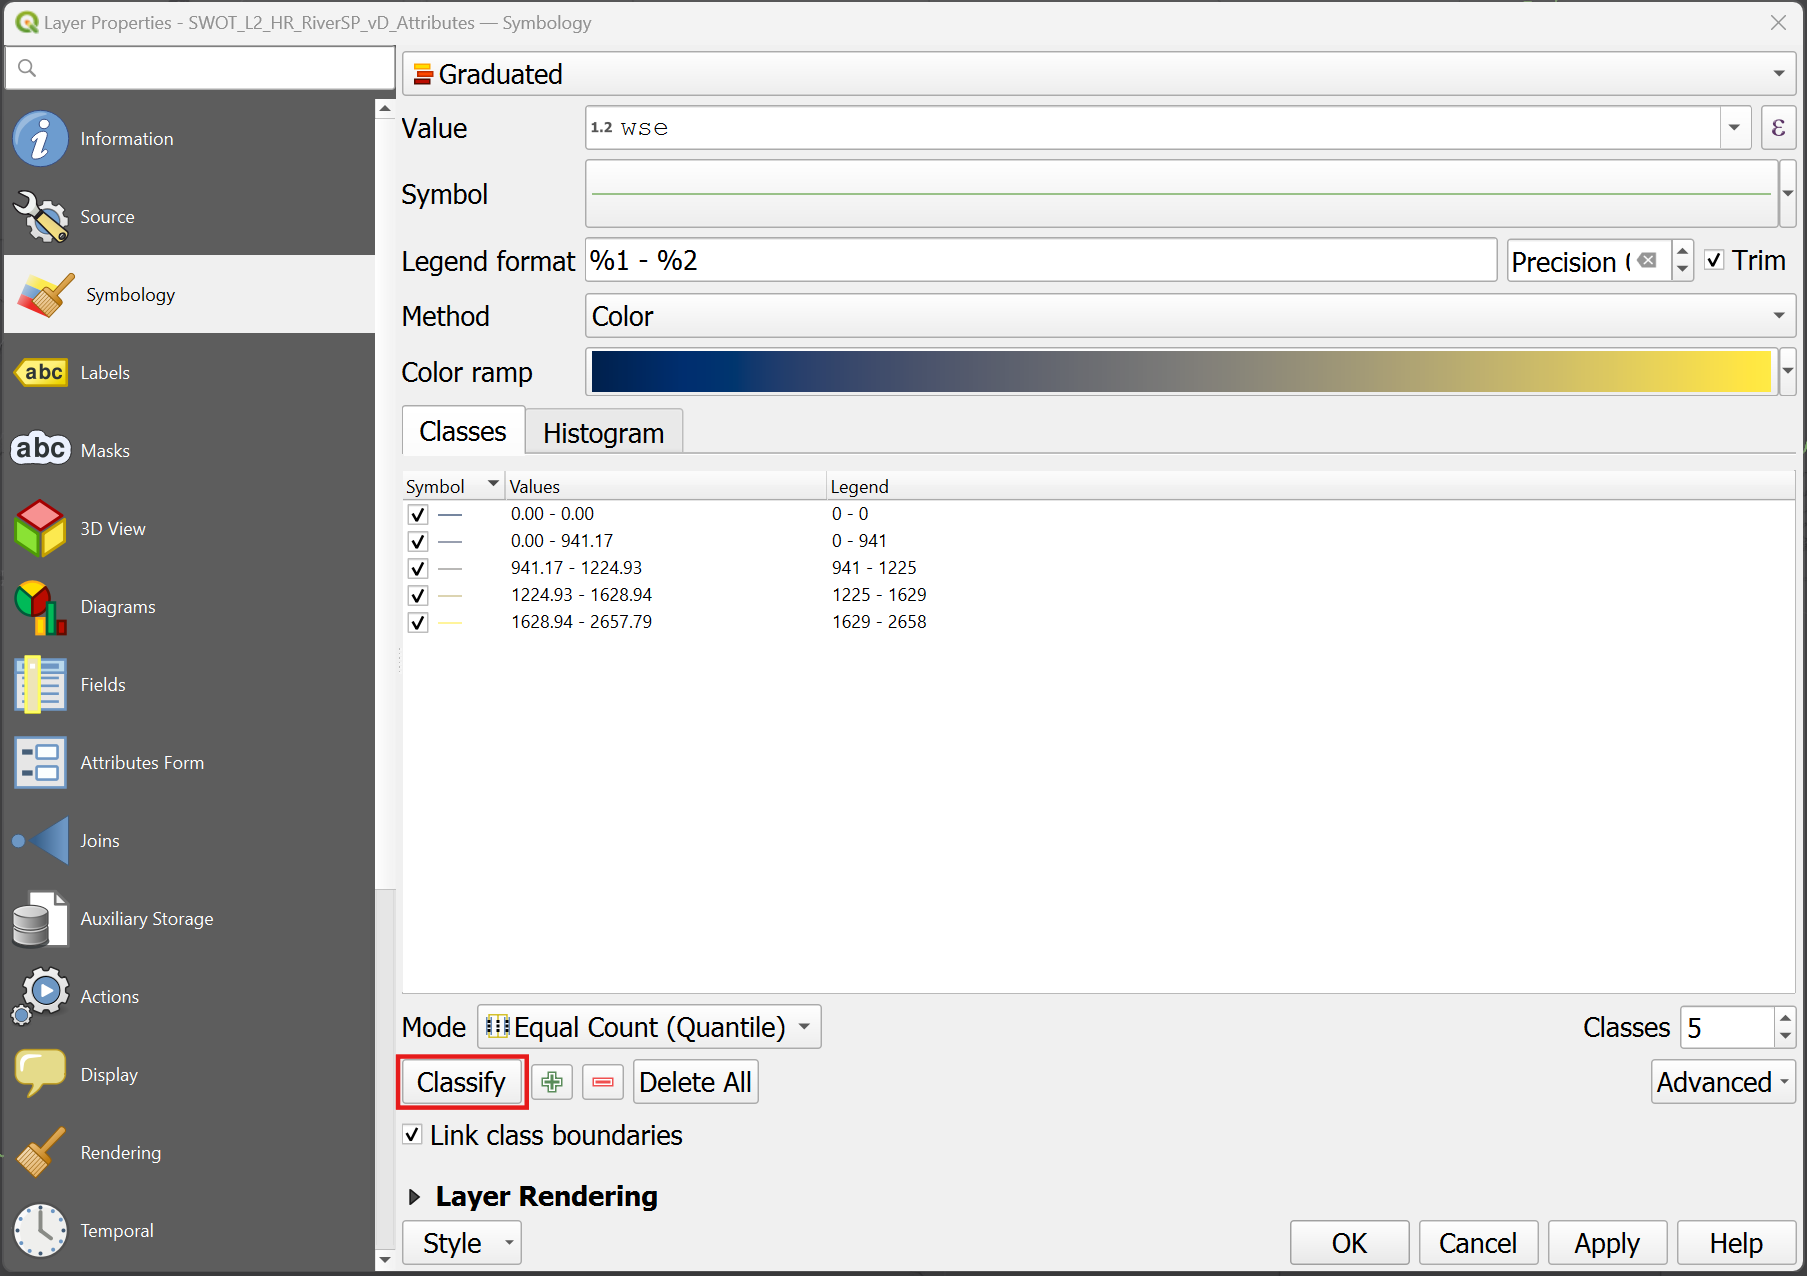 Layer Properties - SWOT_L2_HR_RiverSP_vD_Attributes — Symbology
Information
Source
Symbology
Labels
Masks
3D View
Diagrams
Fields
Attributes Form
Joins
Auxiliary Storage
Actions
Display
Rendering
Temporal
abc
abc
Graduated
Value 1.2 wse ε
Symbol
Legend format %1 - %2 Precision Trim
Method Color
Color ramp
Classes Histogram
Symbol Values Legend
0.00 - 0.00 0 - 0
0.00 - 941.17 0 - 941
941.17 - 1224.93 941 - 1225
1224.93 - 1628.94 1225 - 1629
1628.94 - 2657.79 1629 - 2658
Mode Equal Count (Quantile) Classes 5
Classify Delete All Advanced
Link class boundaries
Layer Rendering
Style OK Cancel Apply Help